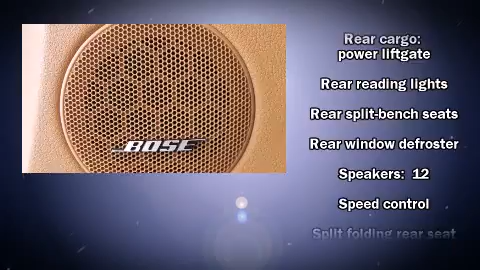 BOSE
Rear cargo:
power liftgate
Rear reading lights
Rear split-bench seats
Rear window defroster
Speakers: 12
Speed control
Split folding rear seat